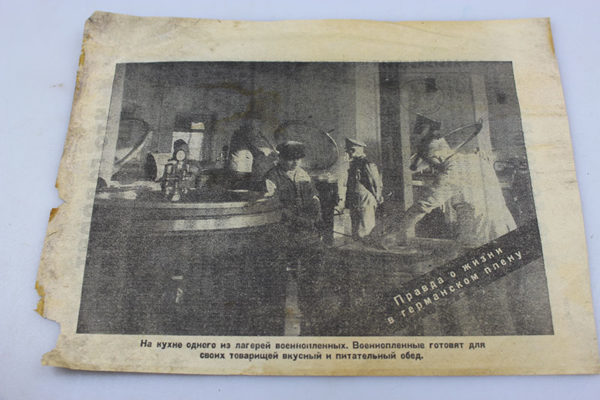 Правда о жизни
в германском плену
На кухне одного из лагерей военнопленных. Военнопленные готовят для
своих товарищей вкусный и питательный обед.